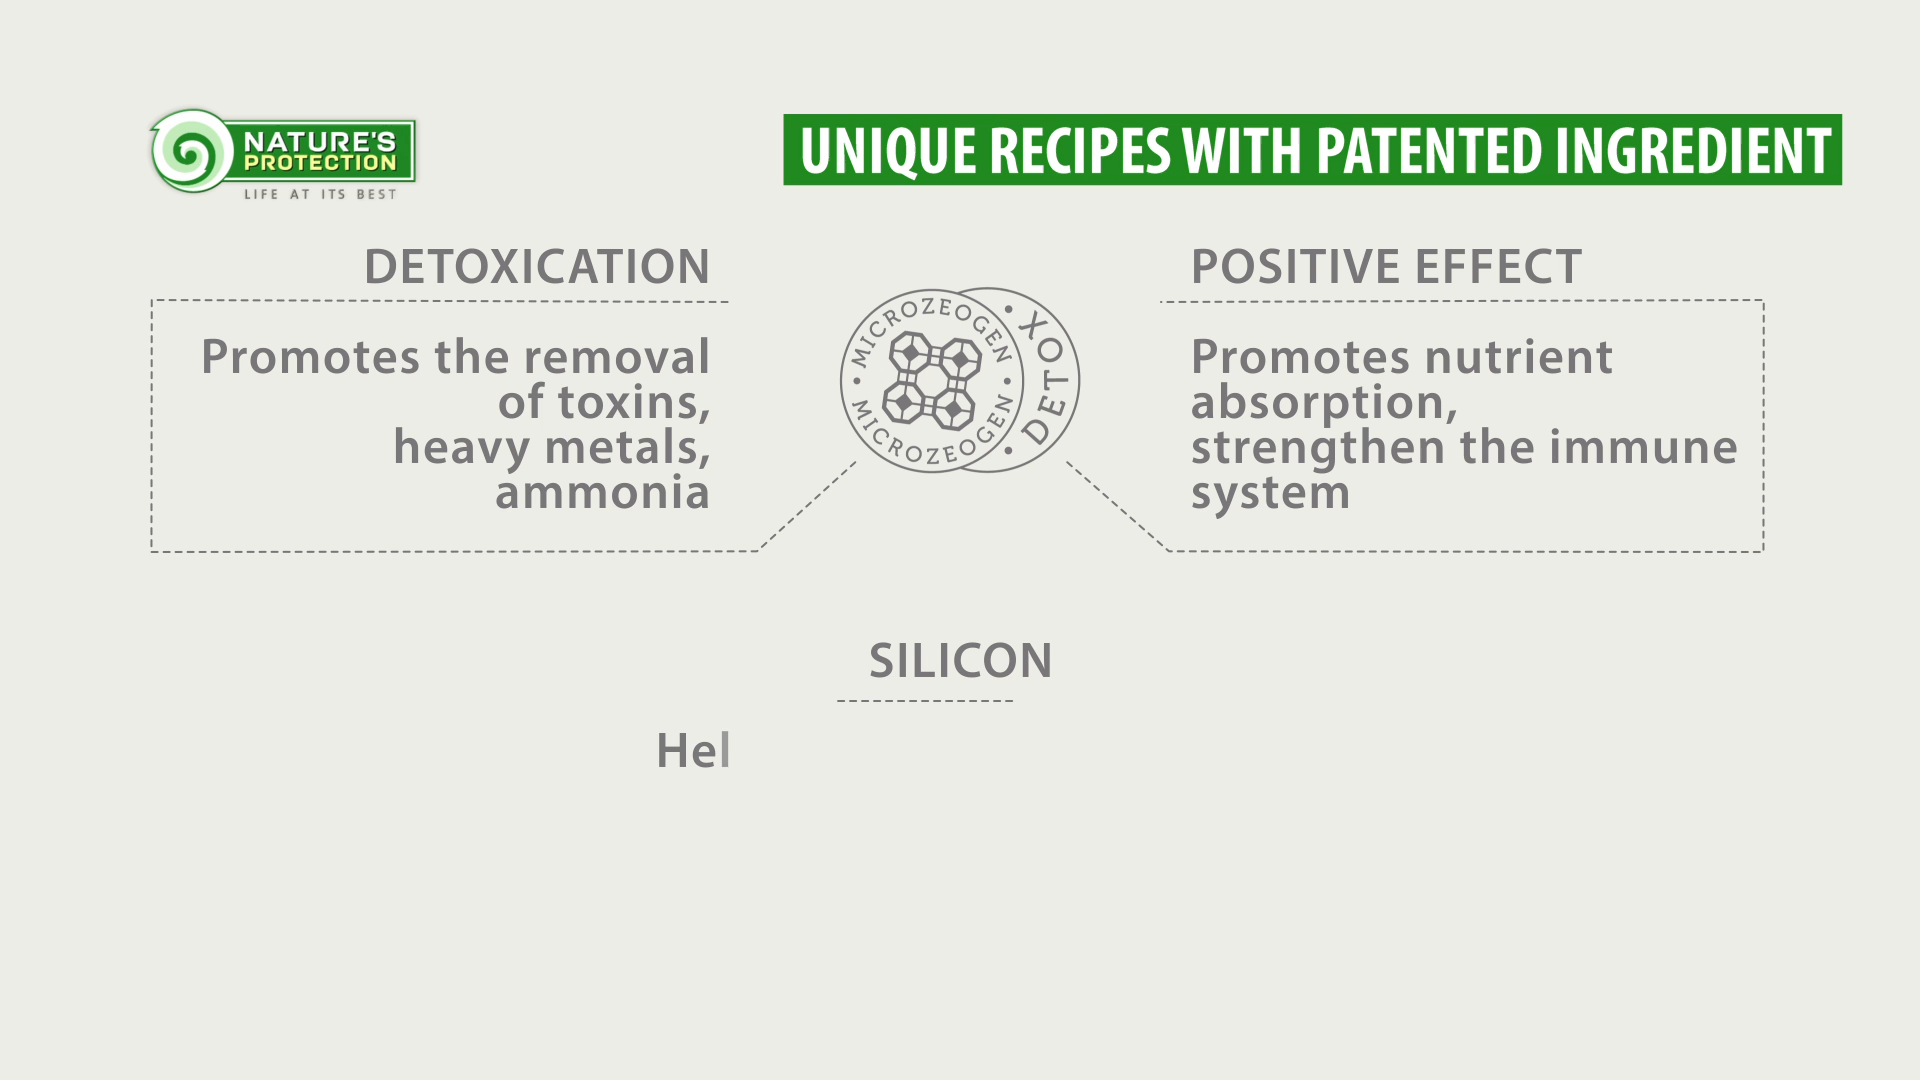 NATURE'S
PROTECTION
LIFE AT ITS BEST
UNIQUE RECIPES WITH PATENTED INGREDIENT
DETOXICATION
Promotes the removal
of toxins,
heavy metals,
ammonia
• MICROZEOGEN • MICROZEOGEN
• DETOX •
POSITIVE EFFECT
Promotes nutrient
absorption,
strengthen the immune
system
SILICON
Hel